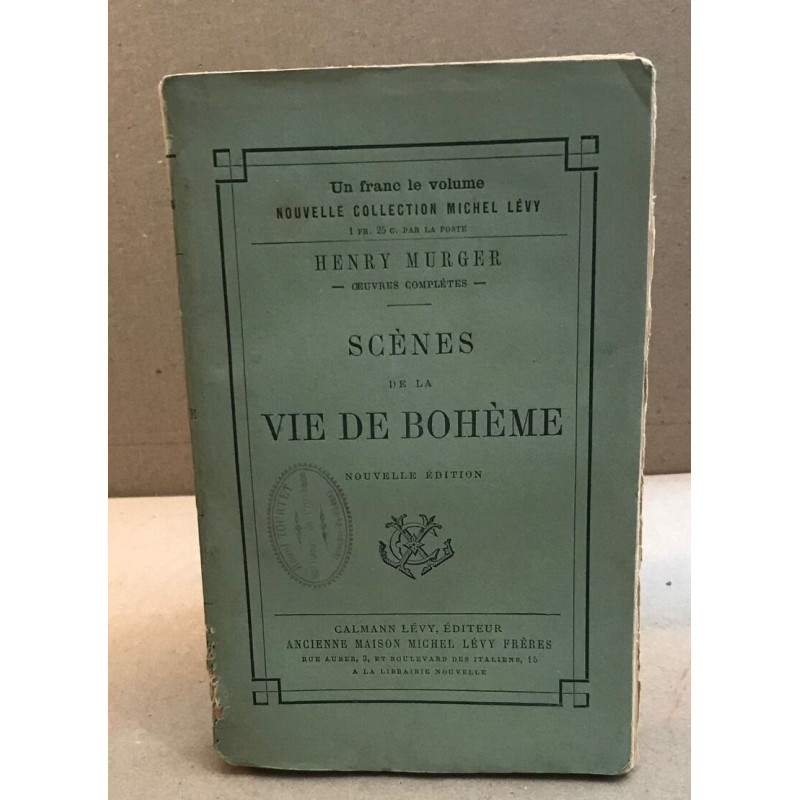 Un franc le volume
NOUVELLE COLLECTION MICHEL LÉVY
1 FR. 25 C. PAR LA POSTE
HENRY MURGER
— ŒUVRES COMPLÈTES —
SCÈNES
DE LA
VIE DE BOHÈME
NOUVELLE ÉDITION
TOURTET
CALMANN LÉVY, ÉDITEUR
ANCIENNE MAISON MICHEL LÉVY FRÈRES
RUE AUBER, 3, ET BOULEVARD DES ITALIENS, 15
A LA LIBRAIRIE NOUVELLE